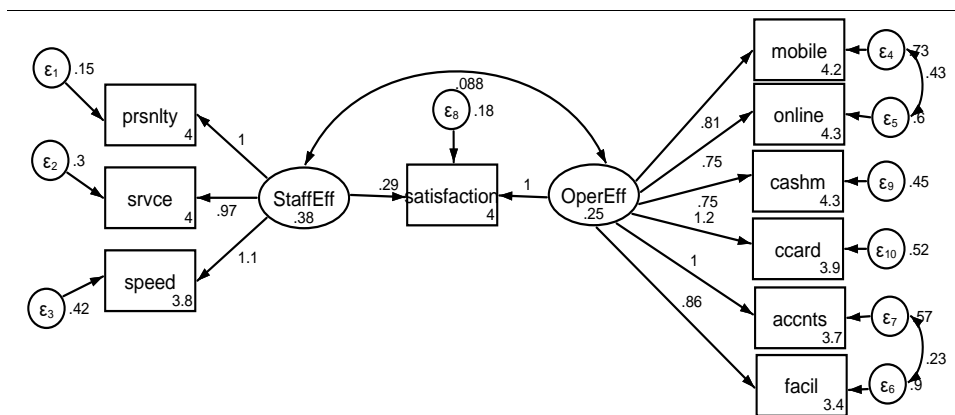 ε1 .15
prsnlty
4
1
ε2 .3
srvce
4
.97
ε3 .42
speed
3.8
1.1
StaffEff
.38
.088
ε8 .18
.29
satisfaction
4
1
OperEff
.25
.81
.75
.75
1.2
1
.86
mobile
4.2
ε4 .73
.43
online
4.3
ε5 .6
cashm
4.3
ε9 .45
ccard
3.9
ε10 .52
accnts
3.7
ε7 .57
.23
facil
3.4
ε6 .9